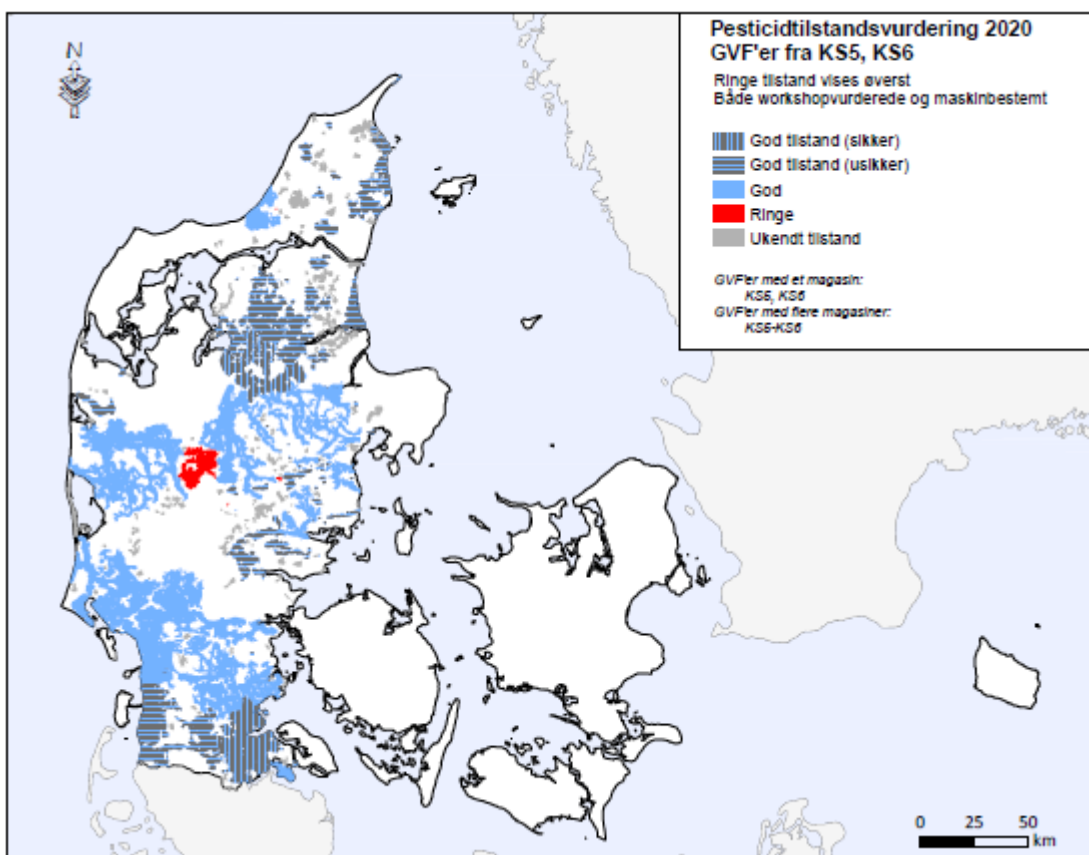 Pesticidtilstandsvurdering 2020
GVF'er fra KS5, KS6
Ringe tilstand vises øverst
Både workshopvurderede og maskinbestemt
God tilstand (sikker)
God tilstand (usikker)
God
Ringe
Ukendt tilstand
GVF'er med et magasin:
KS5, KS6
GVF'er med flere magasiner:
KS5-KS6
N
0 25 50
km